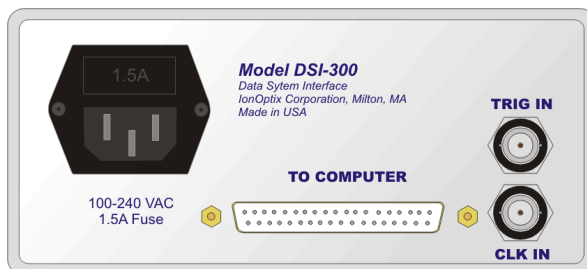 1.5A
Model DSI-300
Data Sytem Interface
IonOptix Corporation, Milton, MA
Made in USA
TRIG IN
TO COMPUTER
100-240 VAC
1.5A Fuse
CLK IN